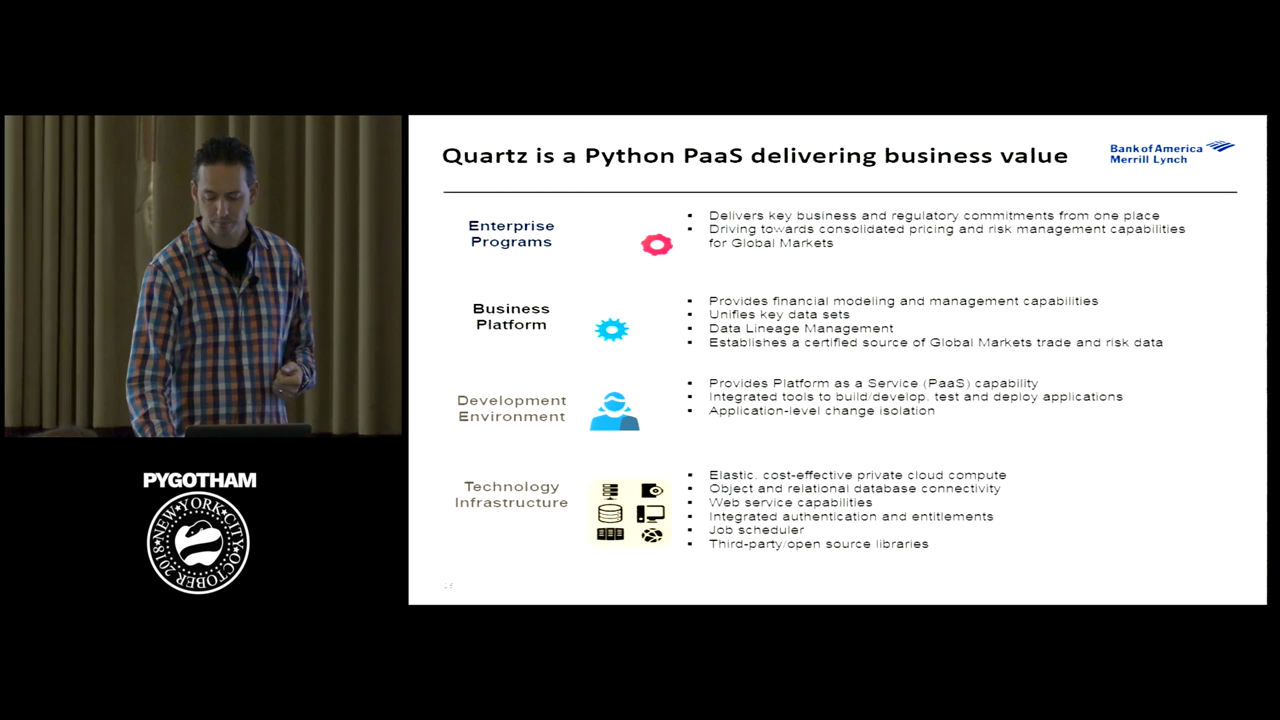 Quartz is a Python PaaS delivering business value
Bank of America
Merrill Lynch
Enterprise
Programs
▪ Delivers key business and regulatory commitments from one place
▪ Driving towards consolidated pricing and risk management capabilities
for Global Markets
Business
Platform
▪ Provides financial modeling and management capabilities
▪ Unifies key data sets
▪ Data Lineage Management
▪ Establishes a certified source of Global Markets trade and risk data
Development
Environment
▪ Provides Platform as a Service (PaaS) capability
▪ Integrated tools to build/develop, test and deploy applications
▪ Application-level change isolation
Technology
Infrastructure
▪ Elastic, cost-effective private cloud compute
▪ Object and relational database connectivity
▪ Web service capabilities
▪ Integrated authentication and entitlements
▪ Job scheduler
▪ Third-party/open source libraries
PYGOTHAM
NEW YORK CITY
OCTOBER 2018